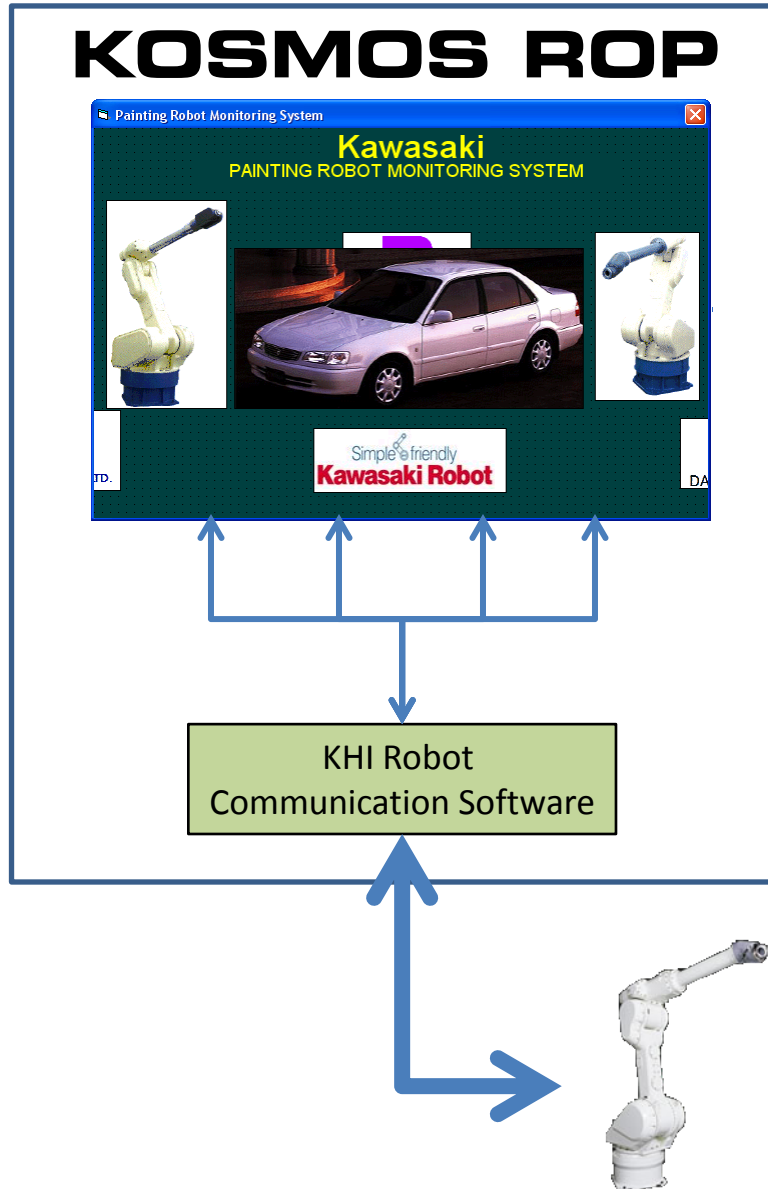 KOSMOS ROP
Painting Robot Monitoring System
Kawasaki
PAINTING ROBOT MONITORING SYSTEM
Simple friendly
Kawasaki Robot
TD.
DA
KHI Robot
Communication Software